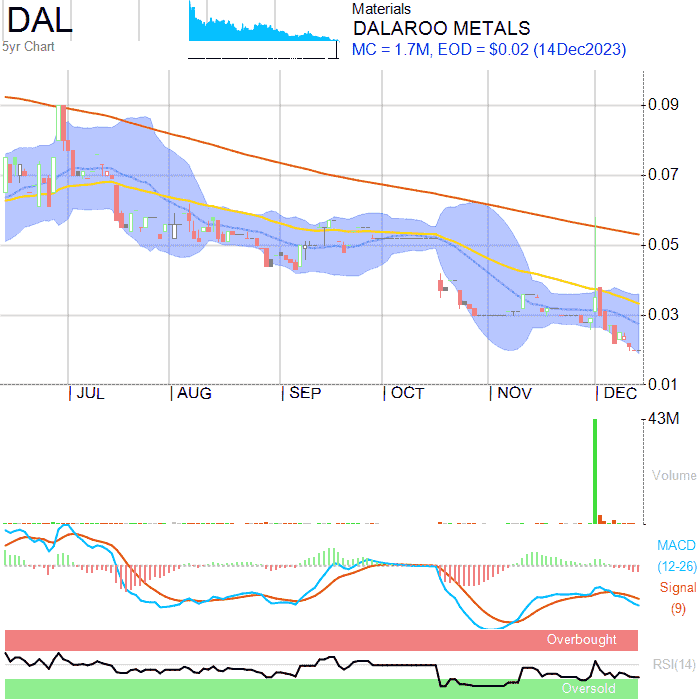 DAL
5yr Chart
Materials
DALAROO METALS
MC = 1.7M, EOD = $0.02 (14Dec2023)
0.09
0.07
0.05
0.03
0.01
JUL AUG SEP OCT NOV DEC
43M
Volume
MACD
(12-26)
Signal
(9)
Overbought
RSI(14)
Oversold